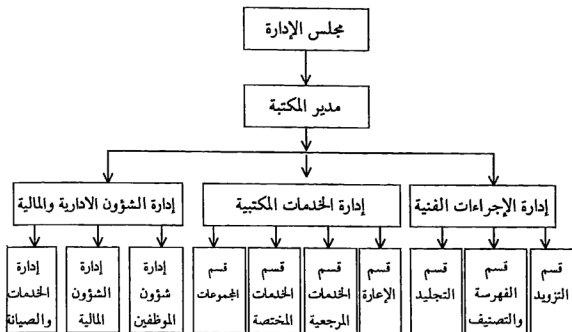 مجلس الإدارة
مدير المكتبة
إدارة الإجراءات الفنية
إدارة الخدمات المكتبية
إدارة الشؤون الادارية والمالية
قسم
التزويد
قسم
الفهرسة
والتصنيف
قسم
التجليد
قسم
الإعارة
قسم
الخدمات
المرجعية
قسم
الخدمات
المختصة
قسم
المجموعات
إدارة
شؤون
الموظفين
إدارة
الشؤون
المالية
إدارة
الخدمات
والصيانة